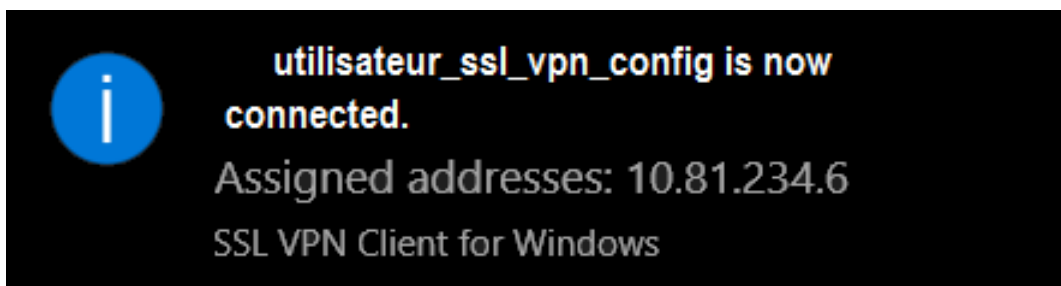 utilisateur_ssl_vpn_config is now
connected.
Assigned addresses: 10.81.234.6
SSL VPN Client for Windows